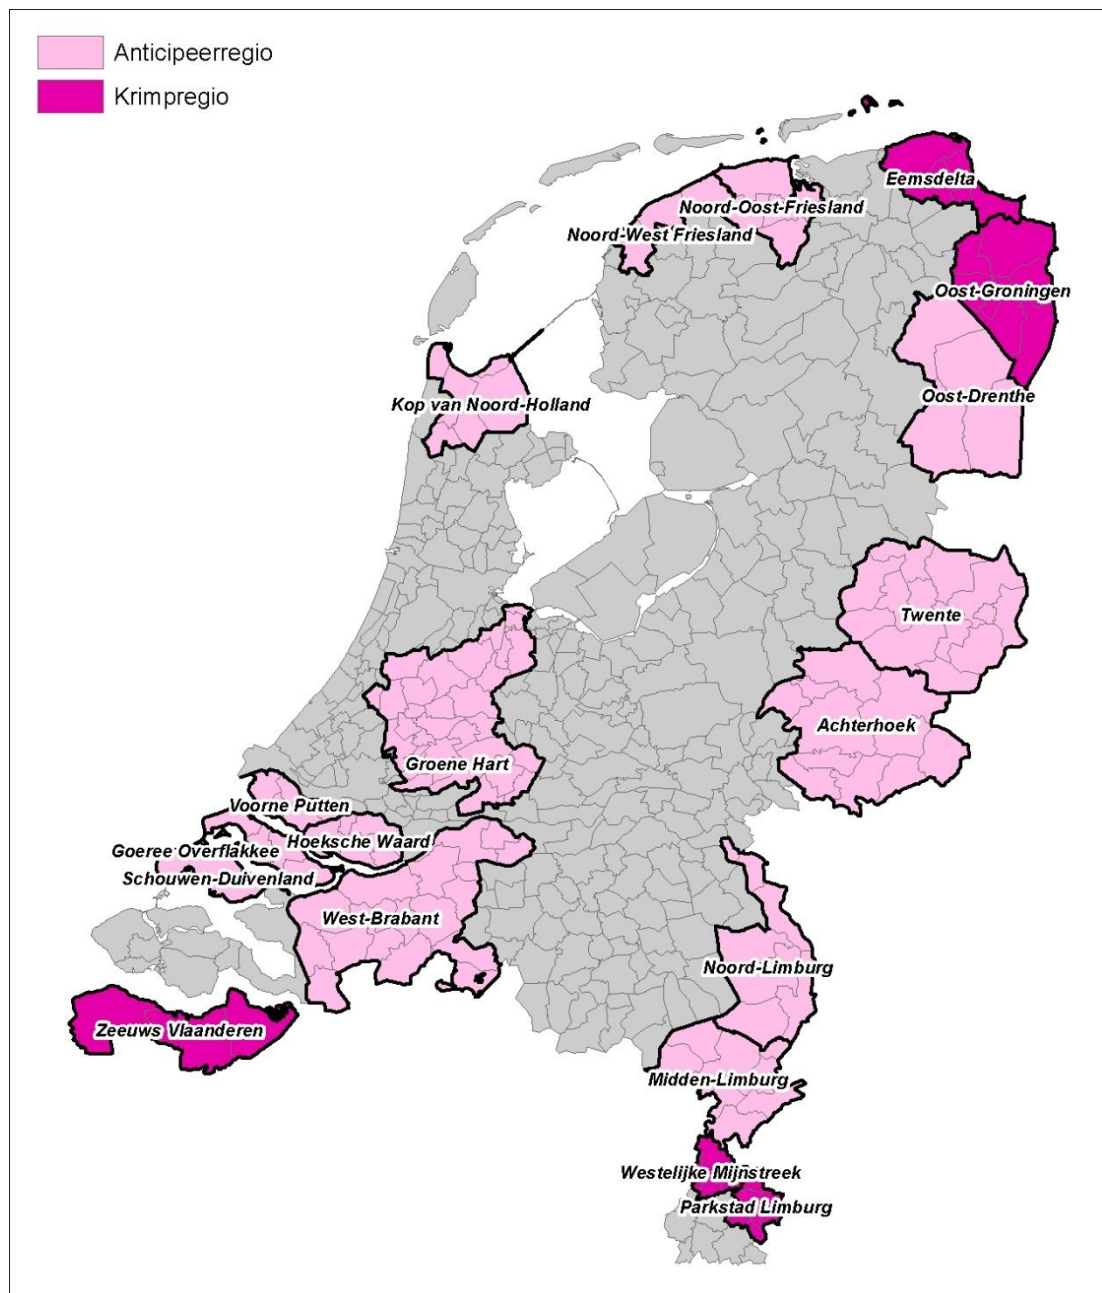 Anticipeerregio
Krimpregio
Eemsdelta
Noord-Oost-Friesland
Noord-West Friesland
Oost-Groningen
Oost-Drenthe
Kop van Noord-Holland
Twente
Achterhoek
Groene Hart
Voorne Putten
Hoeksche Waard
Goeree Overflakkee
Schouwen-Duivenland
West-Brabant
Noord-Limburg
Zeeuws Vlaanderen
Midden-Limburg
Westelijke Mijnstreek
Parkstad Limburg